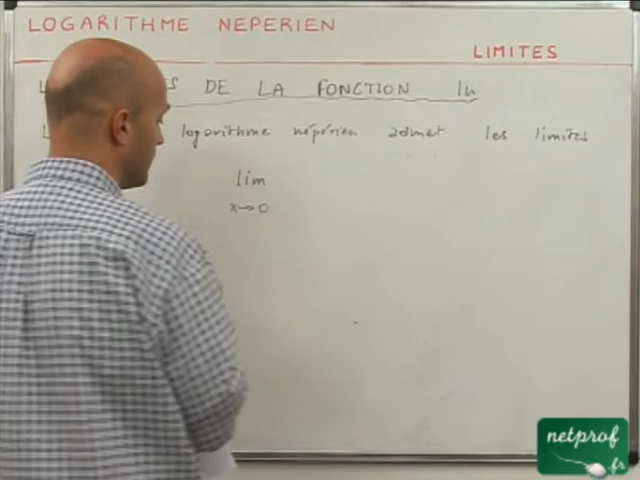 LOGARITHME NEPERIEN
LIMITES
DE LA FONCTION ln
logarithme népérien admet les limites
lim
x→0
netprof
.fr